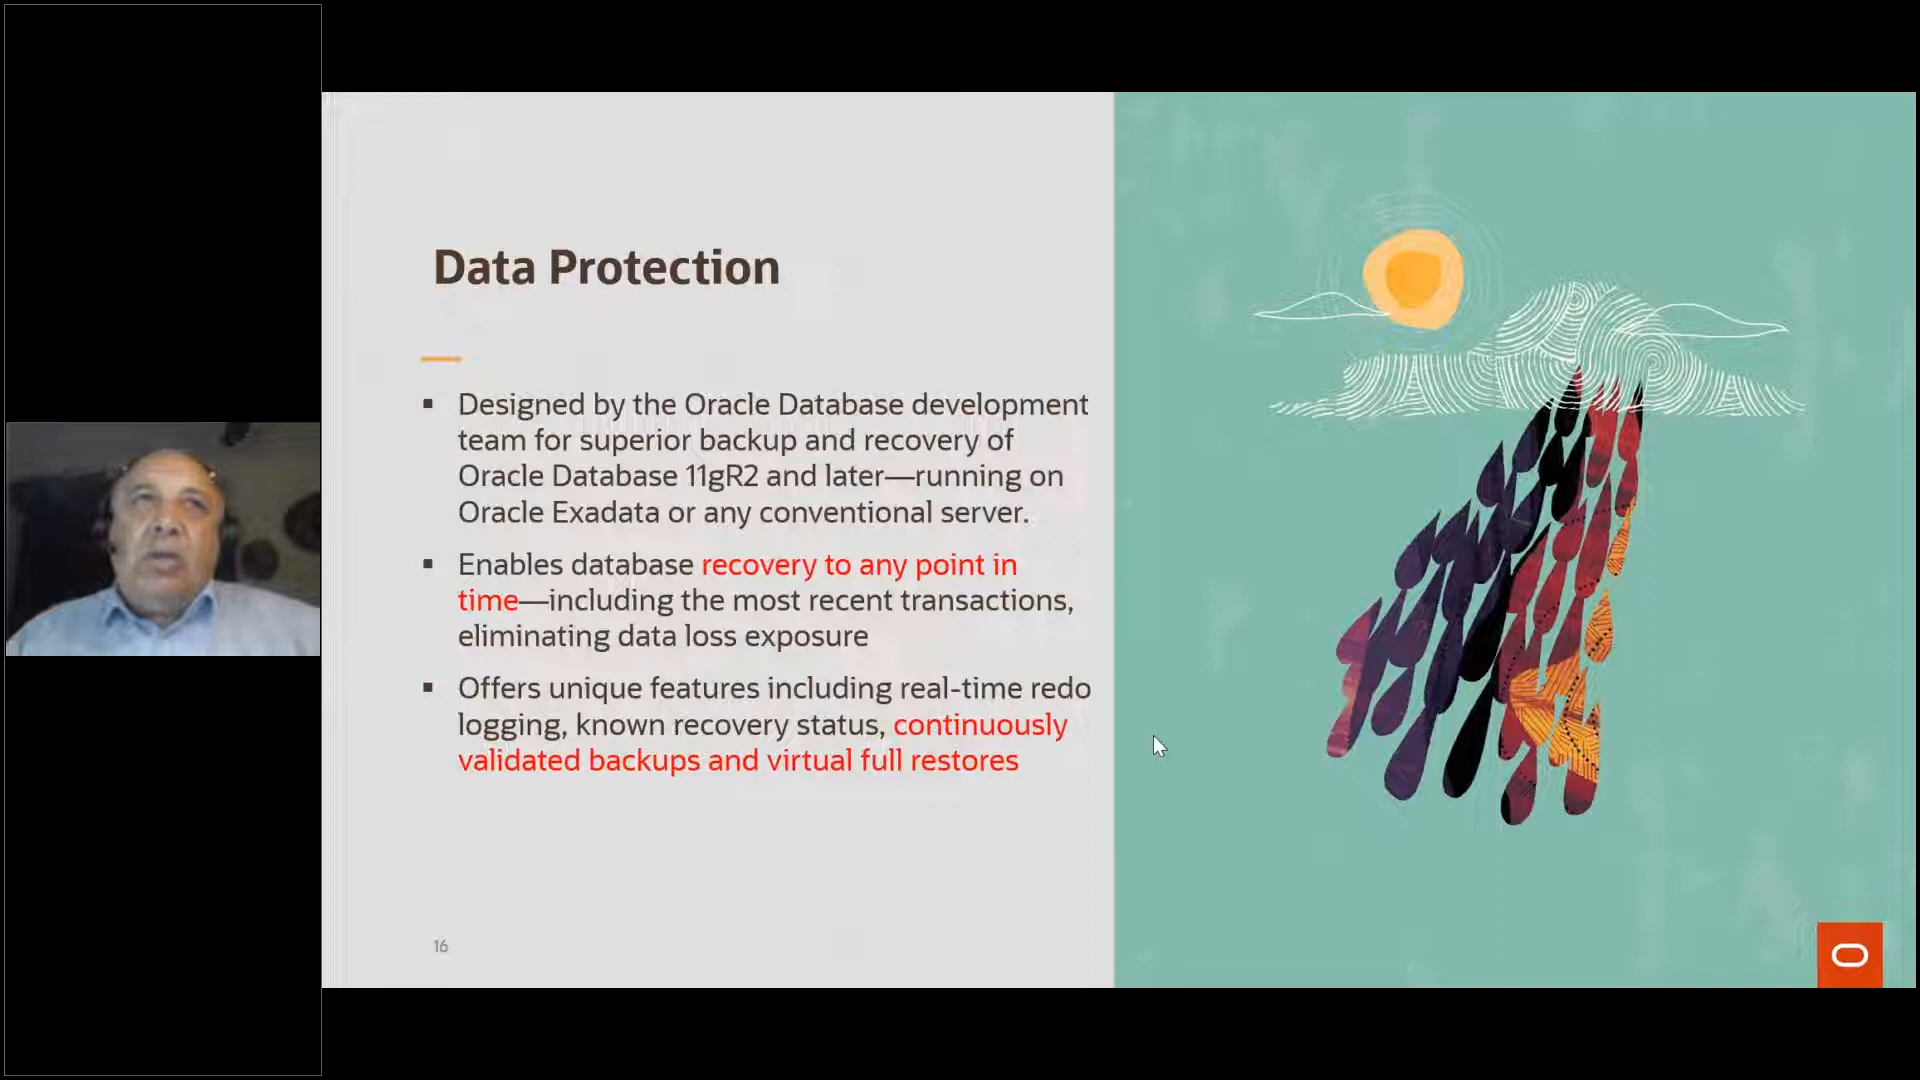 Data Protection
▪ Designed by the Oracle Database development
team for superior backup and recovery of
Oracle Database 11gR2 and later—running on
Oracle Exadata or any conventional server.
▪ Enables database recovery to any point in
time—including the most recent transactions,
eliminating data loss exposure
▪ Offers unique features including real-time redo
logging, known recovery status, continuously
validated backups and virtual full restores
16